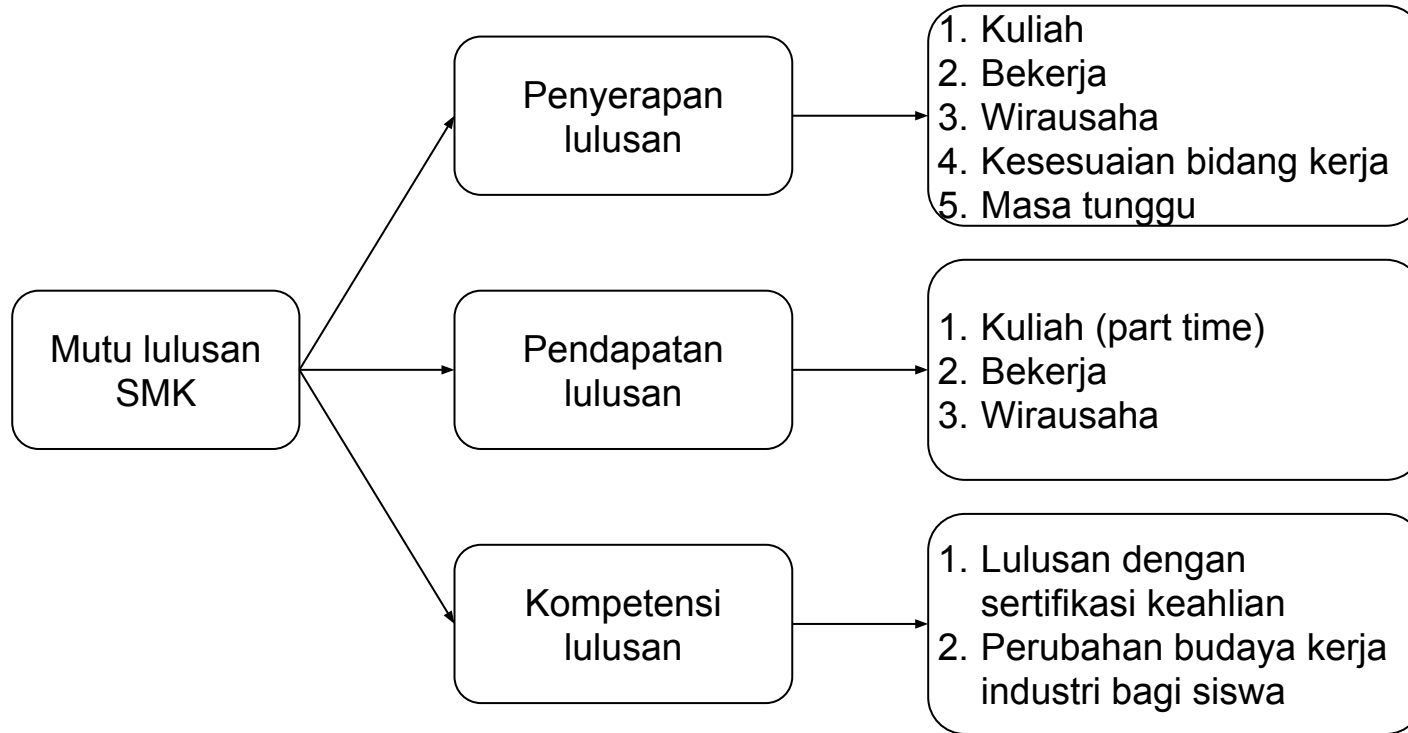 Mutu lulusan
SMK
Penyerapan
lulusan
1. Kuliah
2. Bekerja
3. Wirausaha
4. Kesesuaian bidang kerja
5. Masa tunggu
Pendapatan
lulusan
1. Kuliah (part time)
2. Bekerja
3. Wirausaha
Kompetensi
lulusan
1. Lulusan dengan
sertifikasi keahlian
2. Perubahan budaya kerja
industri bagi siswa